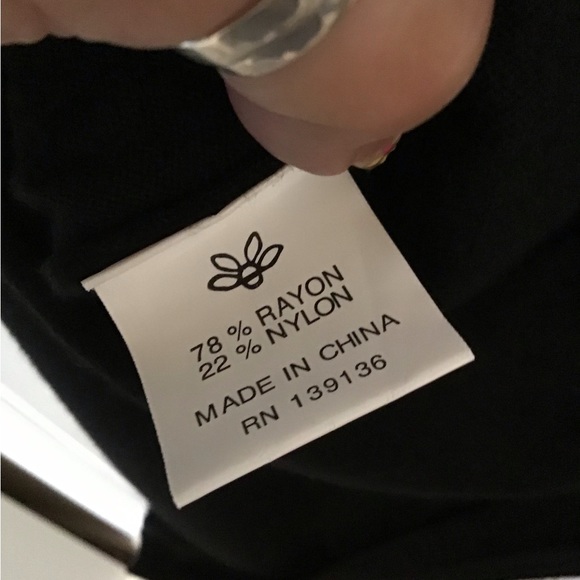 78 % RAYON
22 % NYLON
MADE IN CHINA
RN 139136